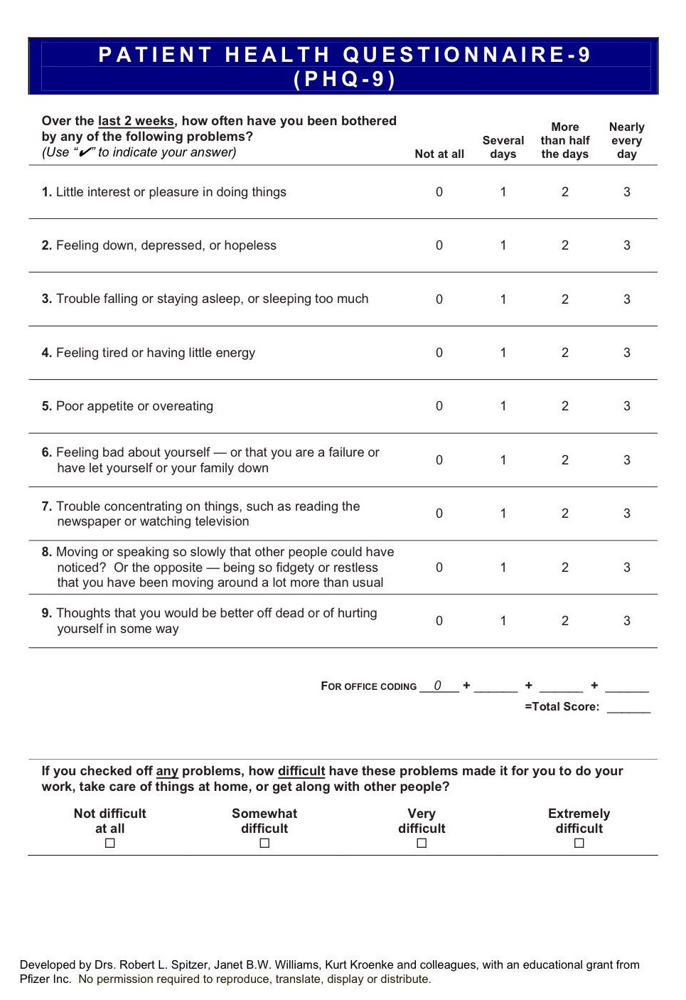 PATIENT HEALTH QUESTIONNAIRE-9
(PHQ-9)
Over the last 2 weeks, how often have you been bothered
by any of the following problems?
(Use “✔” to indicate your answer)
Not at all
Several
days
More
than half
the days
Nearly
every
day
1. Little interest or pleasure in doing things 0 1 2 3
2. Feeling down, depressed, or hopeless 0 1 2 3
3. Trouble falling or staying asleep, or sleeping too much 0 1 2 3
4. Feeling tired or having little energy 0 1 2 3
5. Poor appetite or overeating 0 1 2 3
6. Feeling bad about yourself — or that you are a failure or
have let yourself or your family down 0 1 2 3
7. Trouble concentrating on things, such as reading the
newspaper or watching television 0 1 2 3
8. Moving or speaking so slowly that other people could have
noticed?  Or the opposite — being so fidgety or restless 0 1 2 3
that you have been moving around a lot more than usual
9. Thoughts that you would be better off dead or of hurting
yourself in some way 0 1 2 3
FOR OFFICE CODING 0 + ______ + ______ + ______
=Total Score: ______
If you checked off any problems, how difficult have these problems made it for you to do your
work, take care of things at home, or get along with other people?
Not difficult
at all
☐
Somewhat
difficult
☐
Very
difficult
☐
Extremely
difficult
☐
Developed by Drs. Robert L. Spitzer, Janet B.W. Williams, Kurt Kroenke and colleagues, with an educational grant from
Pfizer Inc.  No permission required to reproduce, translate, display or distribute.